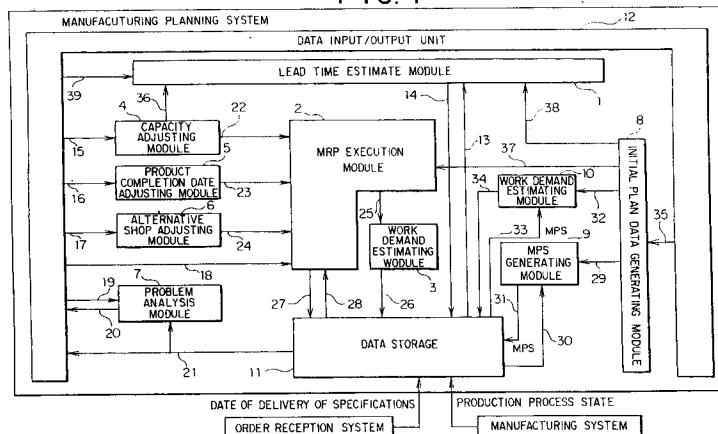 FIG. 1
MANUFACUTURING PLANNING SYSTEM
12
DATA INPUT/OUTPUT UNIT
39
LEAD TIME ESTIMATE MODULE
1
36
14
13
38
4
CAPACITY
ADJUSTING
MODULE
22
15
2
MRP EXECUTION
MODULE
5
PRODUCT
COMPLETION DATE
ADJUSTING MODULE
23
16
6
ALTERNATIVE
SHOP ADJUSTING
MODULE
24
17
18
19
7
PROBLEM
ANALYSIS
MODULE
20
21
25
WORK
DEMAND
ESTIMATING
WODULE
3
26
27
28
37
34
10
WORK DEMAND
ESTIMATING
MODULE
32
33
MPS
9
MPS
GENERATING
MODULE
29
31
MPS
30
8
INITIAL PLAN DATA GENERATING MODULE
35
11
DATA STORAGE
DATE OF DELIVERY OF SPECIFICATIONS
PRODUCTION PROCESS STATE
ORDER RECEPTION SYSTEM
MANUFACTURING SYSTEM